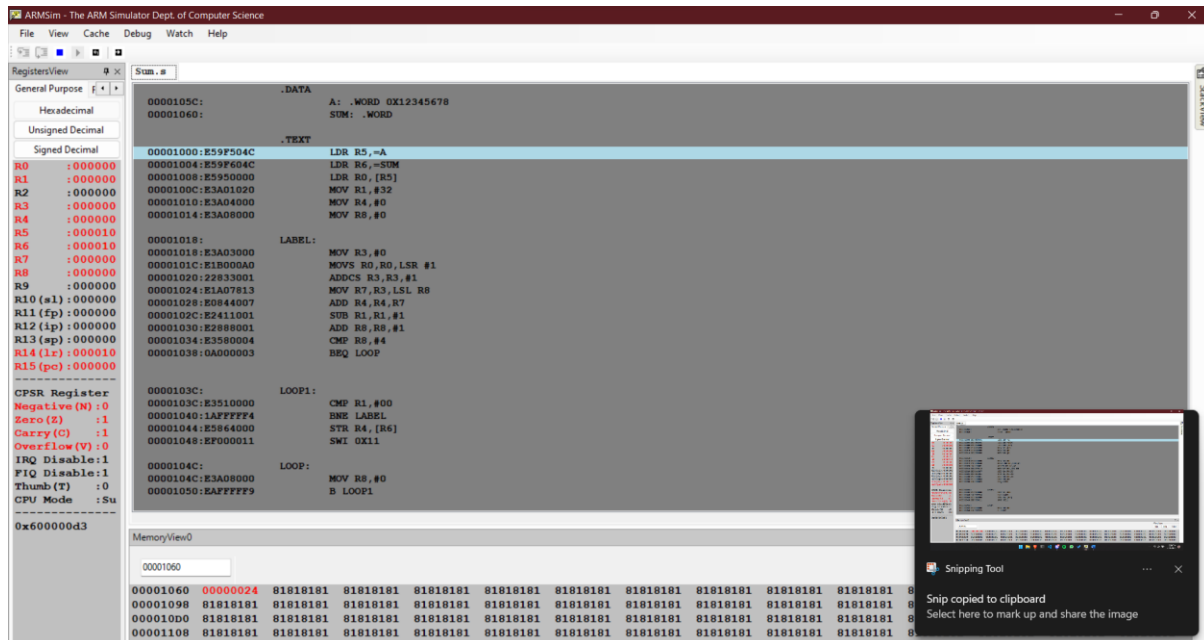 ARMSim - The ARM Simulator Dept. of Computer Science
File View Cache Debug Watch Help
RegistersView
General Purpose
Hexadecimal
Unsigned Decimal
Signed Decimal
R0 :000000
R1 :000000
R2 :000000
R3 :000000
R4 :000000
R5 :000010
R6 :000010
R7 :000000
R8 :000000
R9 :000000
R10(sl):000000
R11(fp):000000
R12(ip):000000
R13(sp):000000
R14(lr):000010
R15(pc):000000
CPSR Register
Negative(N):0
Zero(Z) :1
Carry(C) :1
Overflow(V):0
IRQ Disable:1
FIQ Disable:1
Thumb(T) :0
CPU Mode :Su
0x600000d3
Sum.s
.DATA
0000105C: A: .WORD 0X12345678
00001060: SUM: .WORD
.TEXT
00001000:E59F504C LDR R5,=A
00001004:E59F604C LDR R6,=SUM
00001008:E5950000 LDR R0,[R5]
0000100C:E3A01020 MOV R1,#32
00001010:E3A04000 MOV R4,#0
00001014:E3A08000 MOV R8,#0
00001018: LABEL:
00001018:E3A03000 MOV R3,#0
0000101C:E1B000A0 MOVS R0,R0,LSR #1
00001020:22833001 ADDCS R3,R3,#1
00001024:E1A07813 MOV R7,R3,LSL R8
00001028:E0844007 ADD R4,R4,R7
0000102C:E2411001 SUB R1,R1,#1
00001030:E2888001 ADD R8,R8,#1
00001034:E3580004 CMP R8,#4
00001038:0A000003 BEQ LOOP
0000103C: LOOP1:
0000103C:E3510000 CMP R1,#00
00001040:1AFFFFF4 BNE LABEL
00001044:E5864000 STR R4,[R6]
00001048:EF000011 SWI 0X11
0000104C: LOOP:
0000104C:E3A08000 MOV R8,#0
00001050:EAFFFFF9 B LOOP1
StackView
MemoryView0
00001060
00001060 00000024 81818181 81818181 81818181 81818181 81818181 81818181 81818181 81818181
00001098 81818181 81818181 81818181 81818181 81818181 81818181 81818181 81818181 81818181
000010D0 81818181 81818181 81818181 81818181 81818181 81818181 81818181 81818181 81818181
00001108 81818181 81818181 81818181 81818181 81818181 81818181 81818181 81818181 81818181
Snipping Tool
Snip copied to clipboard
Select here to mark up and share the image